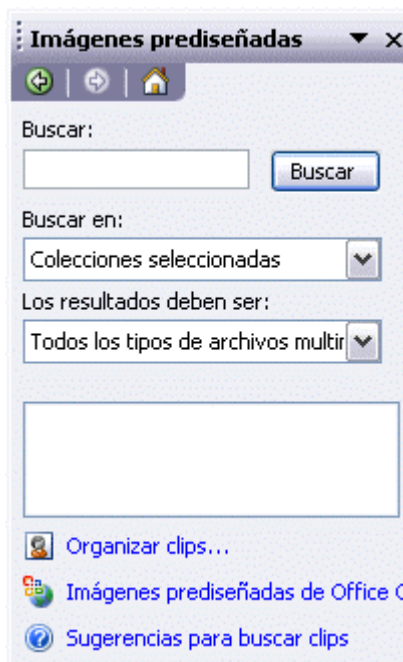 Imágenes prediseñadas
Buscar:
Buscar
Buscar en:
Colecciones seleccionadas
Los resultados deben ser:
Todos los tipos de archivos
Organizar clips...
Imágenes prediseñadas de Office
Sugerencias para buscar clips